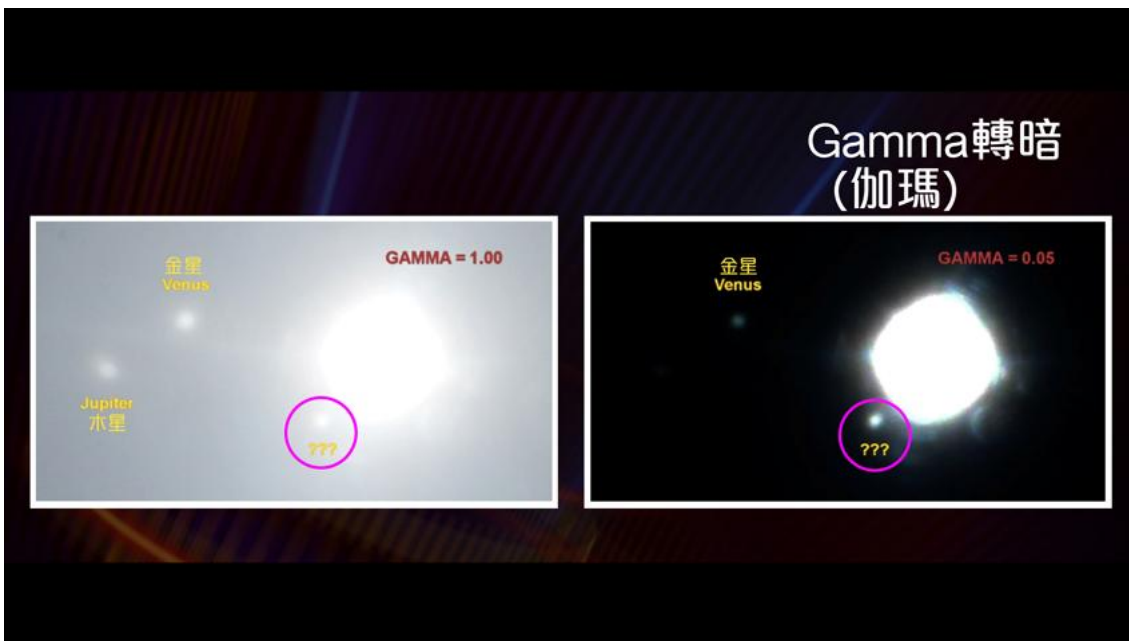 Gamma轉暗
(伽瑪)
GAMMA = 1.00
金星
Venus
Jupiter
木星
???
GAMMA = 0.05
金星
Venus
???